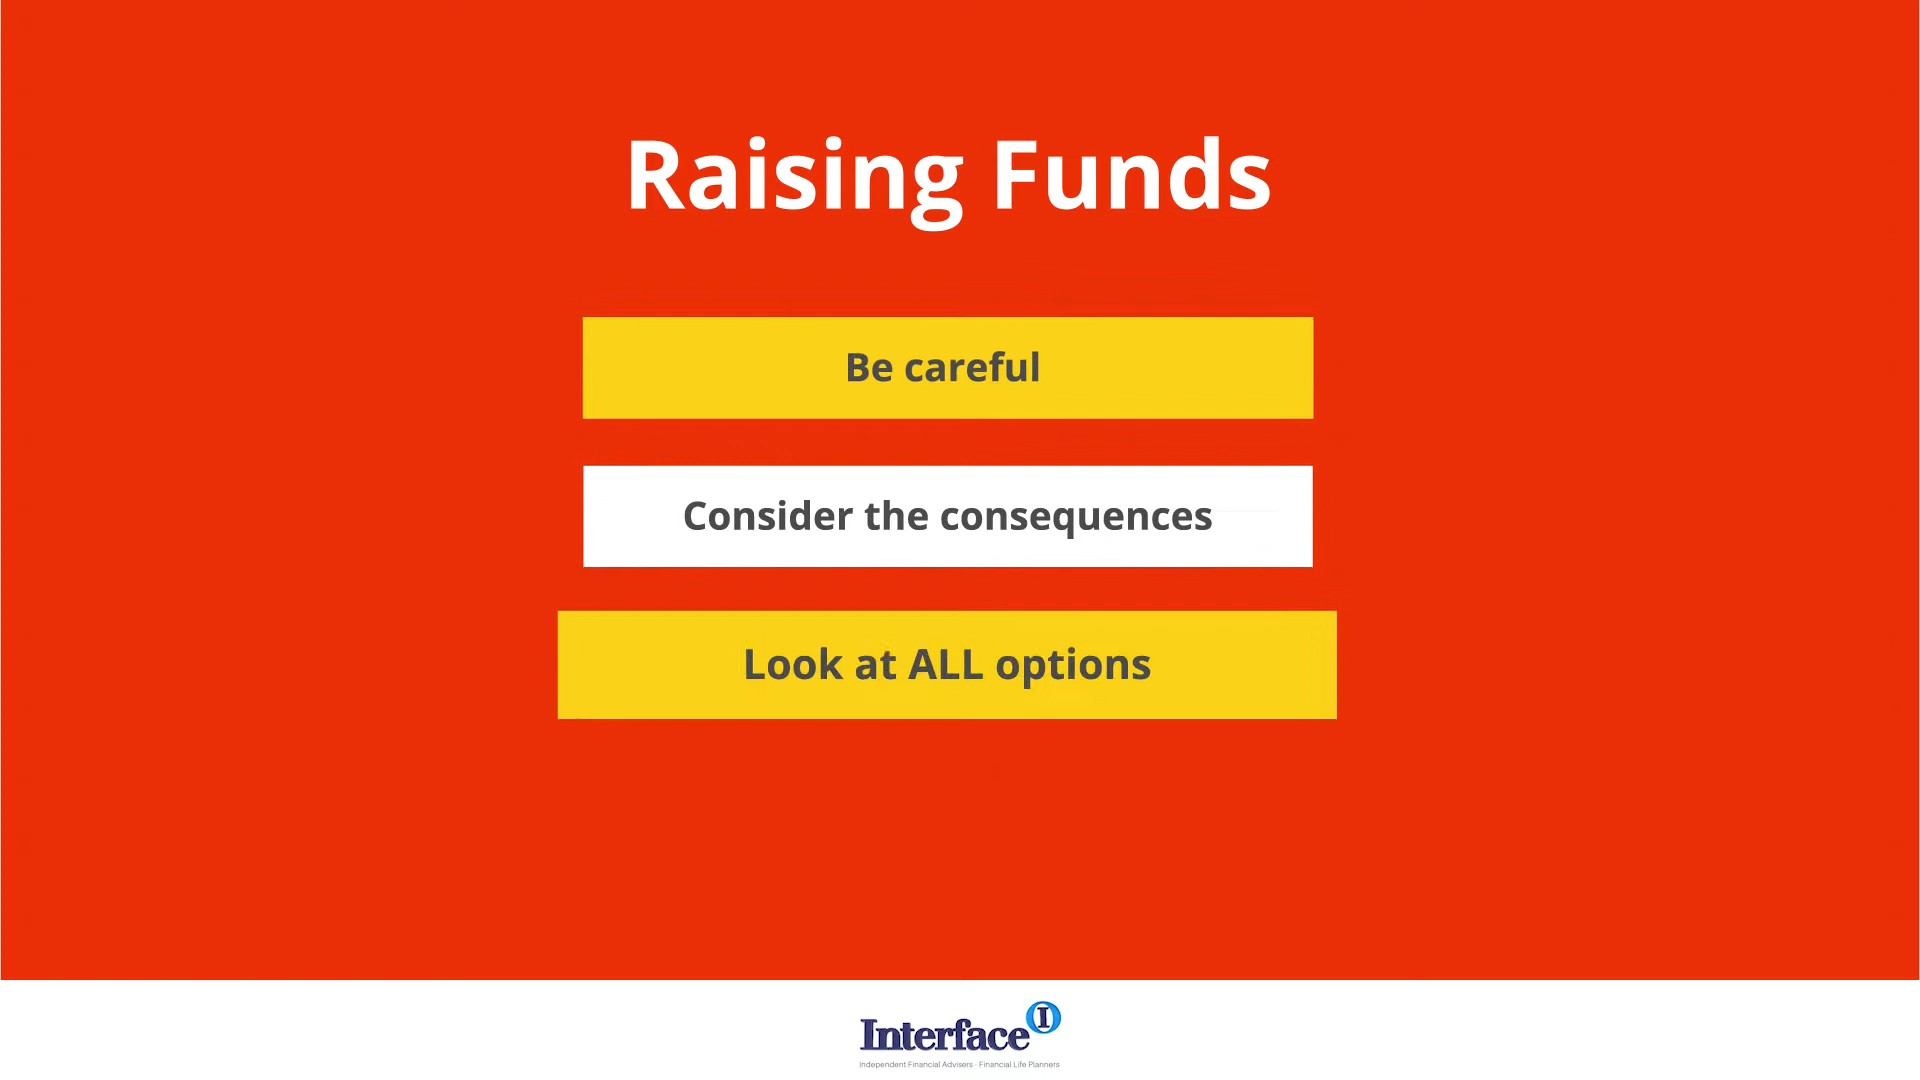 Raising Funds
Be careful
Consider the consequences
Look at ALL options
Interface I
Independent Financial Advisers - Financial Life Planners